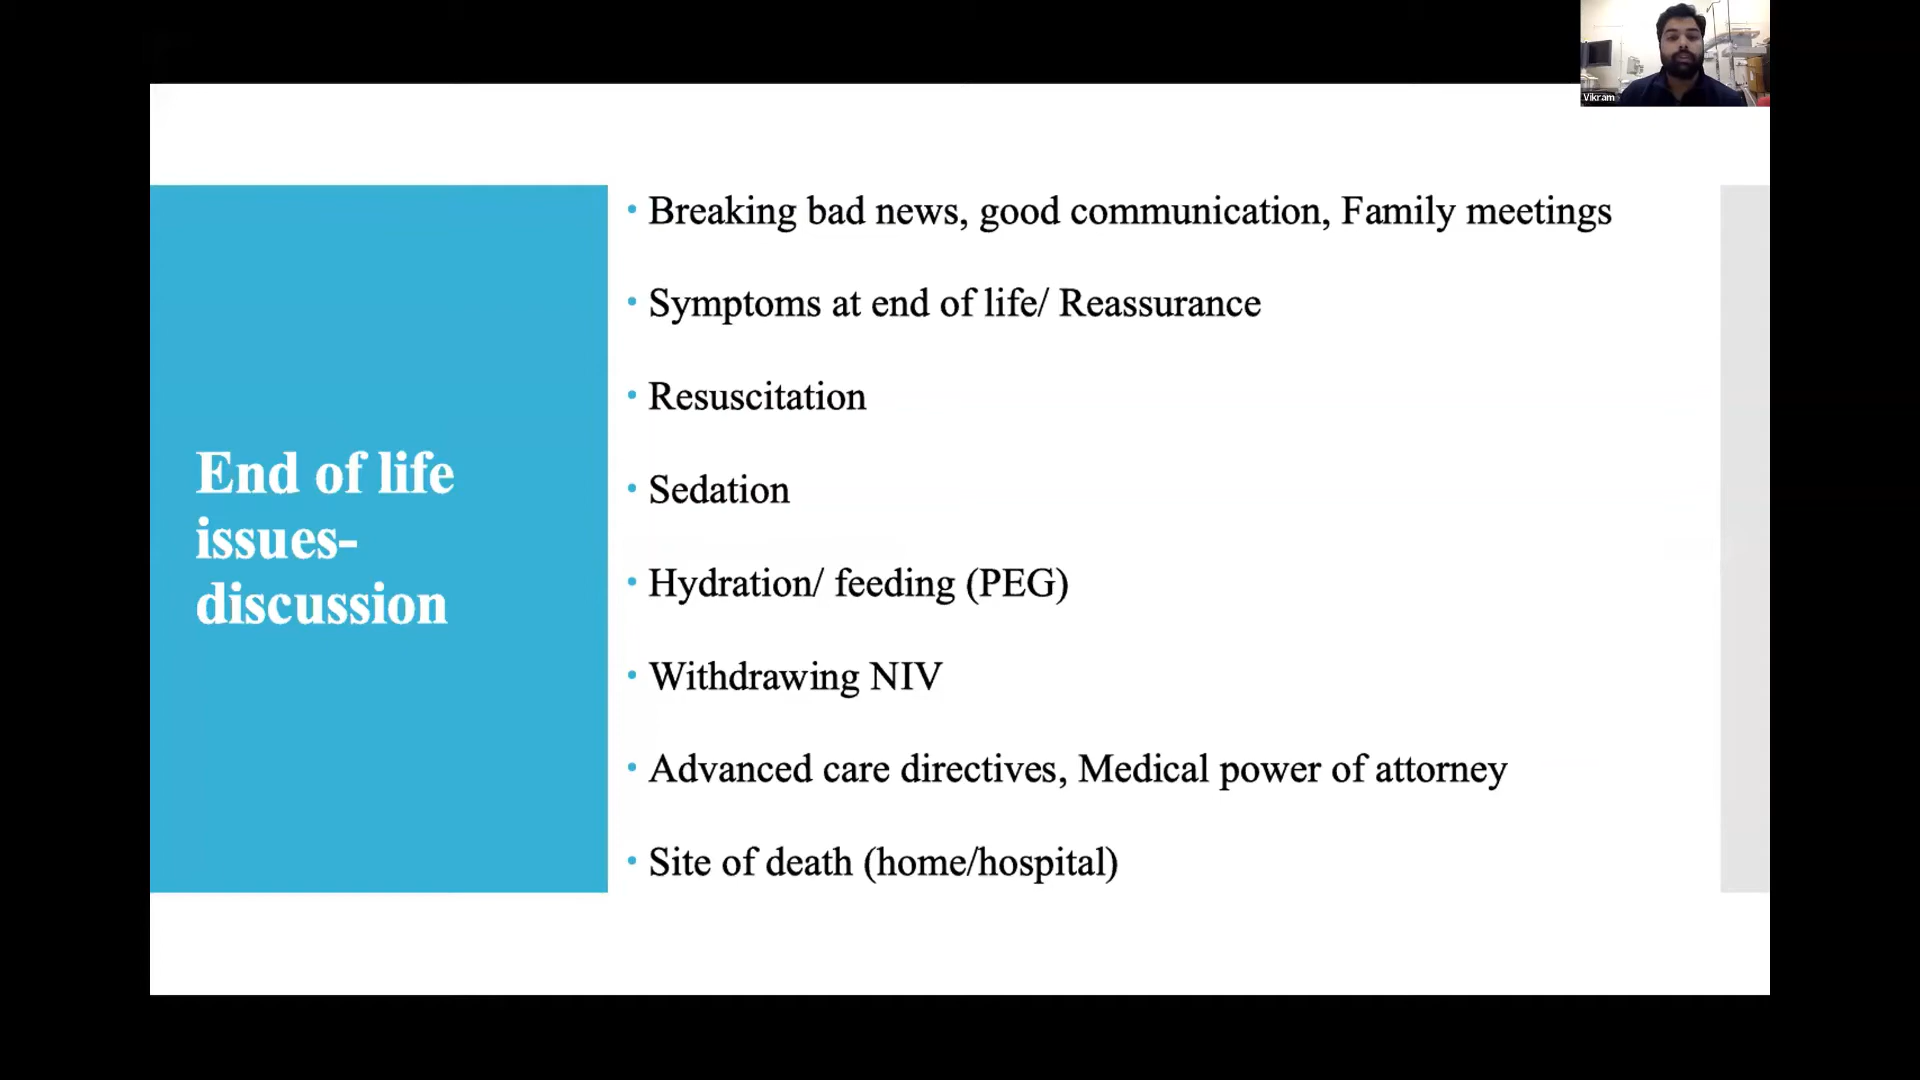 Vikram
End of life
issues-
discussion
• Breaking bad news, good communication, Family meetings
• Symptoms at end of life/ Reassurance
• Resuscitation
• Sedation
• Hydration/ feeding (PEG)
• Withdrawing NIV
• Advanced care directives, Medical power of attorney
• Site of death (home/hospital)